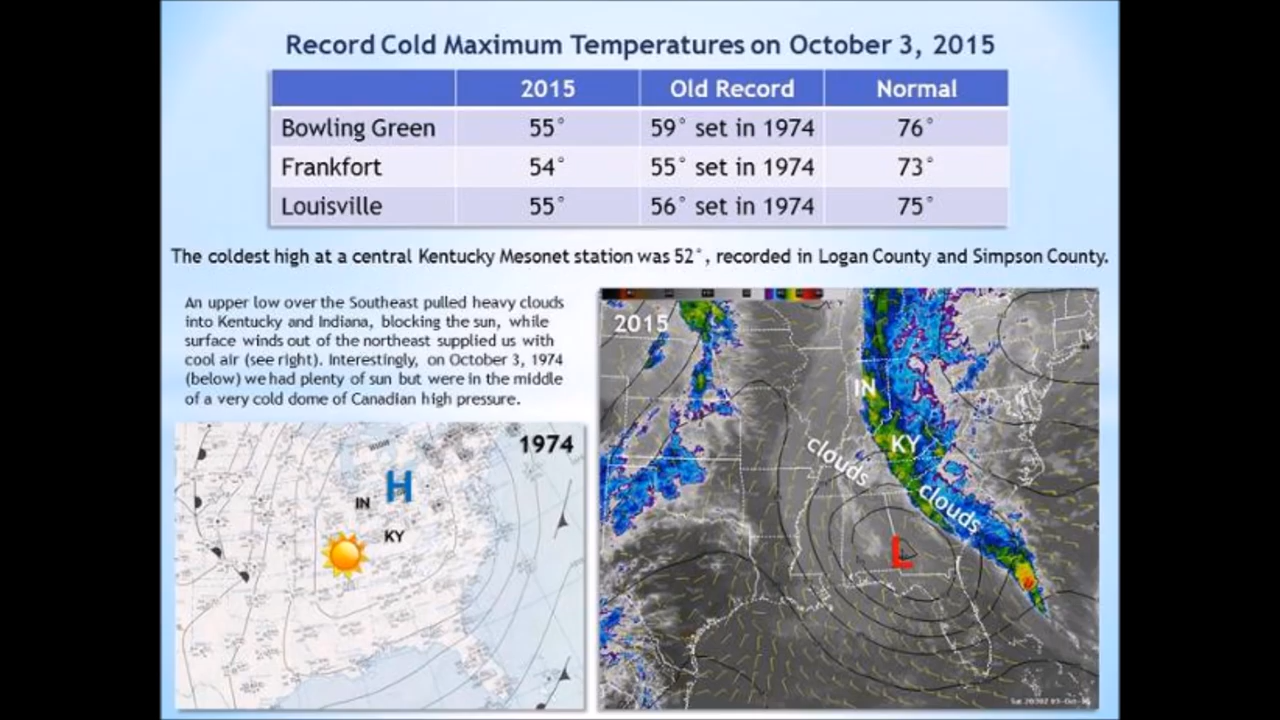 Record Cold Maximum Temperatures on October 3, 2015
2015 Old Record Normal
Bowling Green 55° 59° set in 1974 76°
Frankfort 54° 55° set in 1974 73°
Louisville 55° 56° set in 1974 75°
The coldest high at a central Kentucky Mesonet station was 52°, recorded in Logan County and Simpson County.
An upper low over the Southeast pulled heavy clouds
into Kentucky and Indiana, blocking the sun, while
surface winds out of the northeast supplied us with
cool air (see right). Interestingly, on October 3, 1974
(below) we had plenty of sun but were in the middle
of a very cold dome of Canadian high pressure.
1974
H
IN
KY
2015
IN
KY
clouds
clouds
L